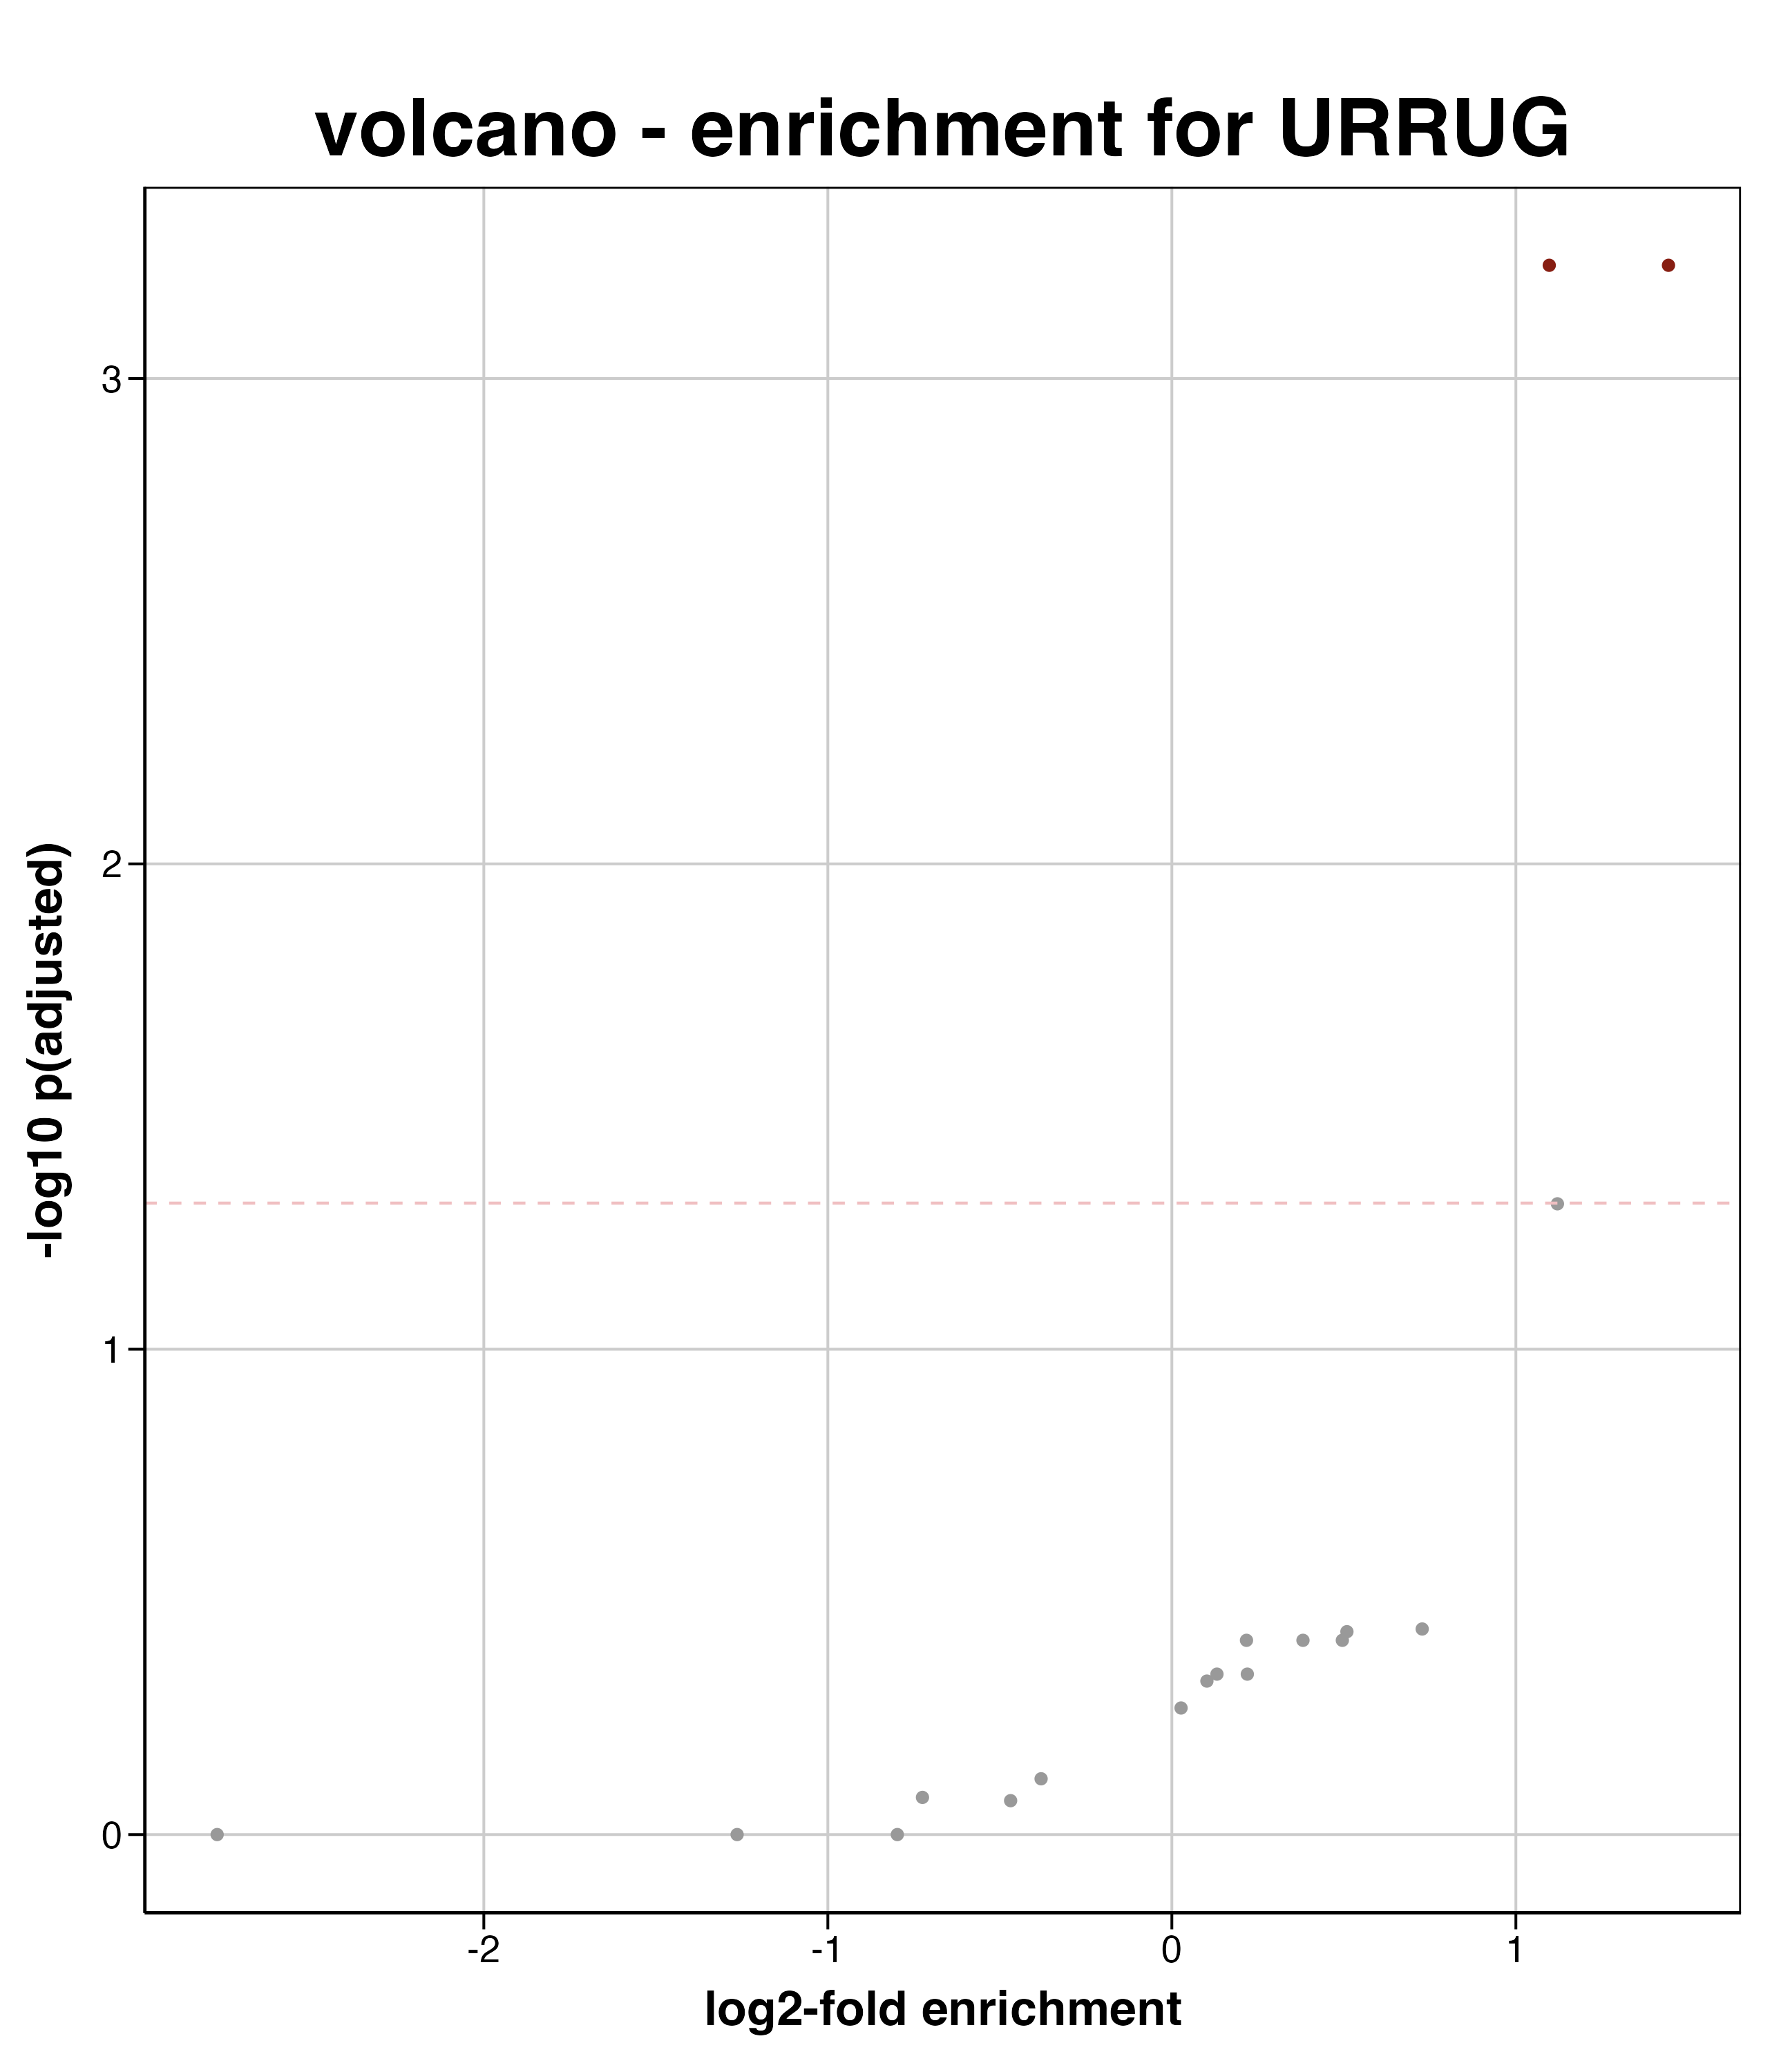 volcano - enrichment for URRUG
-log10 p(adjusted)
3
2
1
0
-2
-1
0
1
log2-fold enrichment